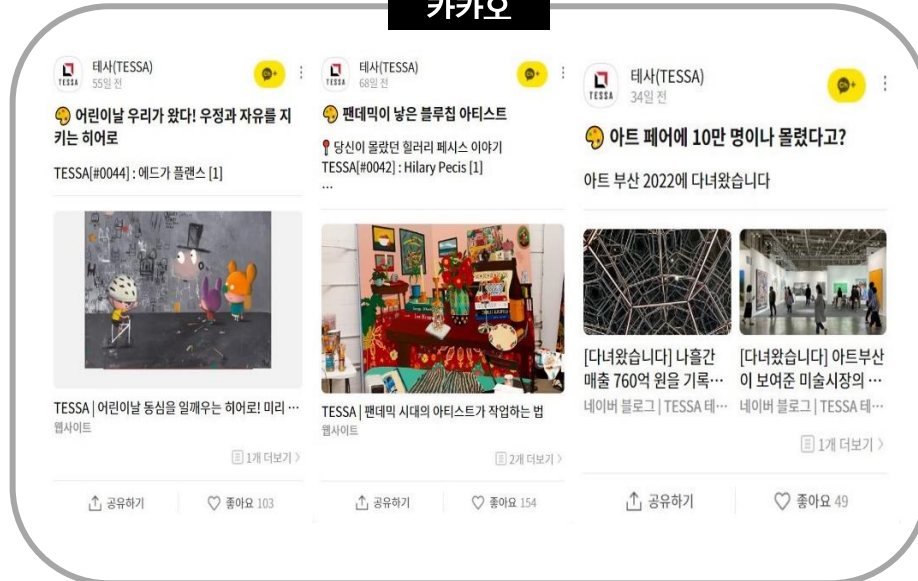 카카오
TESSA
테사(TESSA)
55일 전
Ch+
🎨 어린이날 우리가 왔다! 우정과 자유를 지
키는 히어로
TESSA[#0044] : 에드가 플랜스 [1]
TESSA | 어린이날 동심을 일깨우는 히어로! 미리 …
웹사이트
1개 더보기 >
공유하기
좋아요 103
TESSA
테사(TESSA)
68일 전
Ch+
🎨 팬데믹이 낳은 블루칩 아티스트
📍 당신이 몰랐던 힐러리 페시스 이야기
TESSA[#0042] : Hilary Pecis [1]
…
TESSA | 팬데믹 시대의 아티스트가 작업하는 법
웹사이트
2개 더보기 >
공유하기
좋아요 154
TESSA
테사(TESSA)
34일 전
Ch+
🎨 아트 페어에 10만 명이나 몰렸다고?
아트 부산 2022에 다녀왔습니다
[다녀왔습니다] 나흘간
매출 760억 원을 기록…
네이버 블로그 | TESSA 테…
[다녀왔습니다] 아트부산
이 보여준 미술시장의 …
네이버 블로그 | TESSA 테…
1개 더보기 >
공유하기
좋아요 49